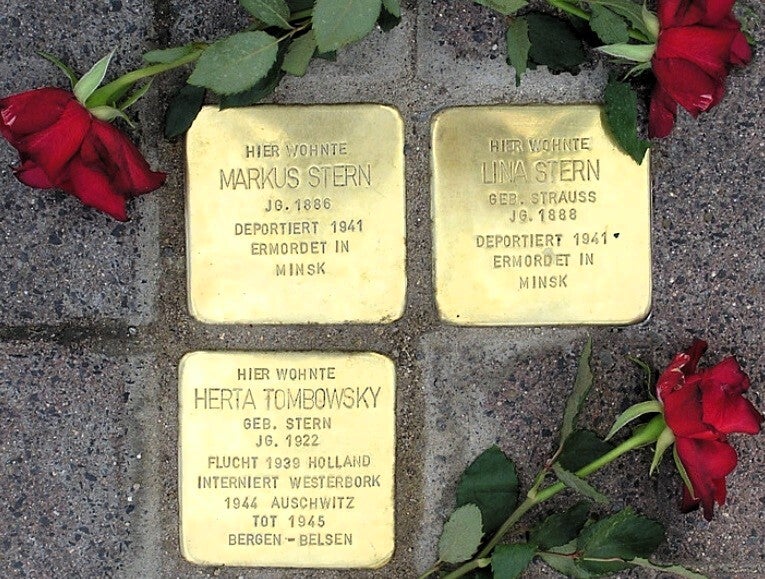 HIER WOHNTE
MARKUS STERN
JG. 1886
DEPORTIERT 1941
ERMORDET IN
MINSK
HIER WOHNTE
LINA STERN
GEB. STRAUSS
JG. 1888
DEPORTIERT 1941
ERMORDET IN
MINSK
HIER WOHNTE
HERTA TOMBOWSKY
GEB. STERN
JG. 1922
FLUCHT 1939 HOLLAND
INTERNIERT WESTERBORK
1944 AUSCHWITZ
TOT 1945
BERGEN-BELSEN